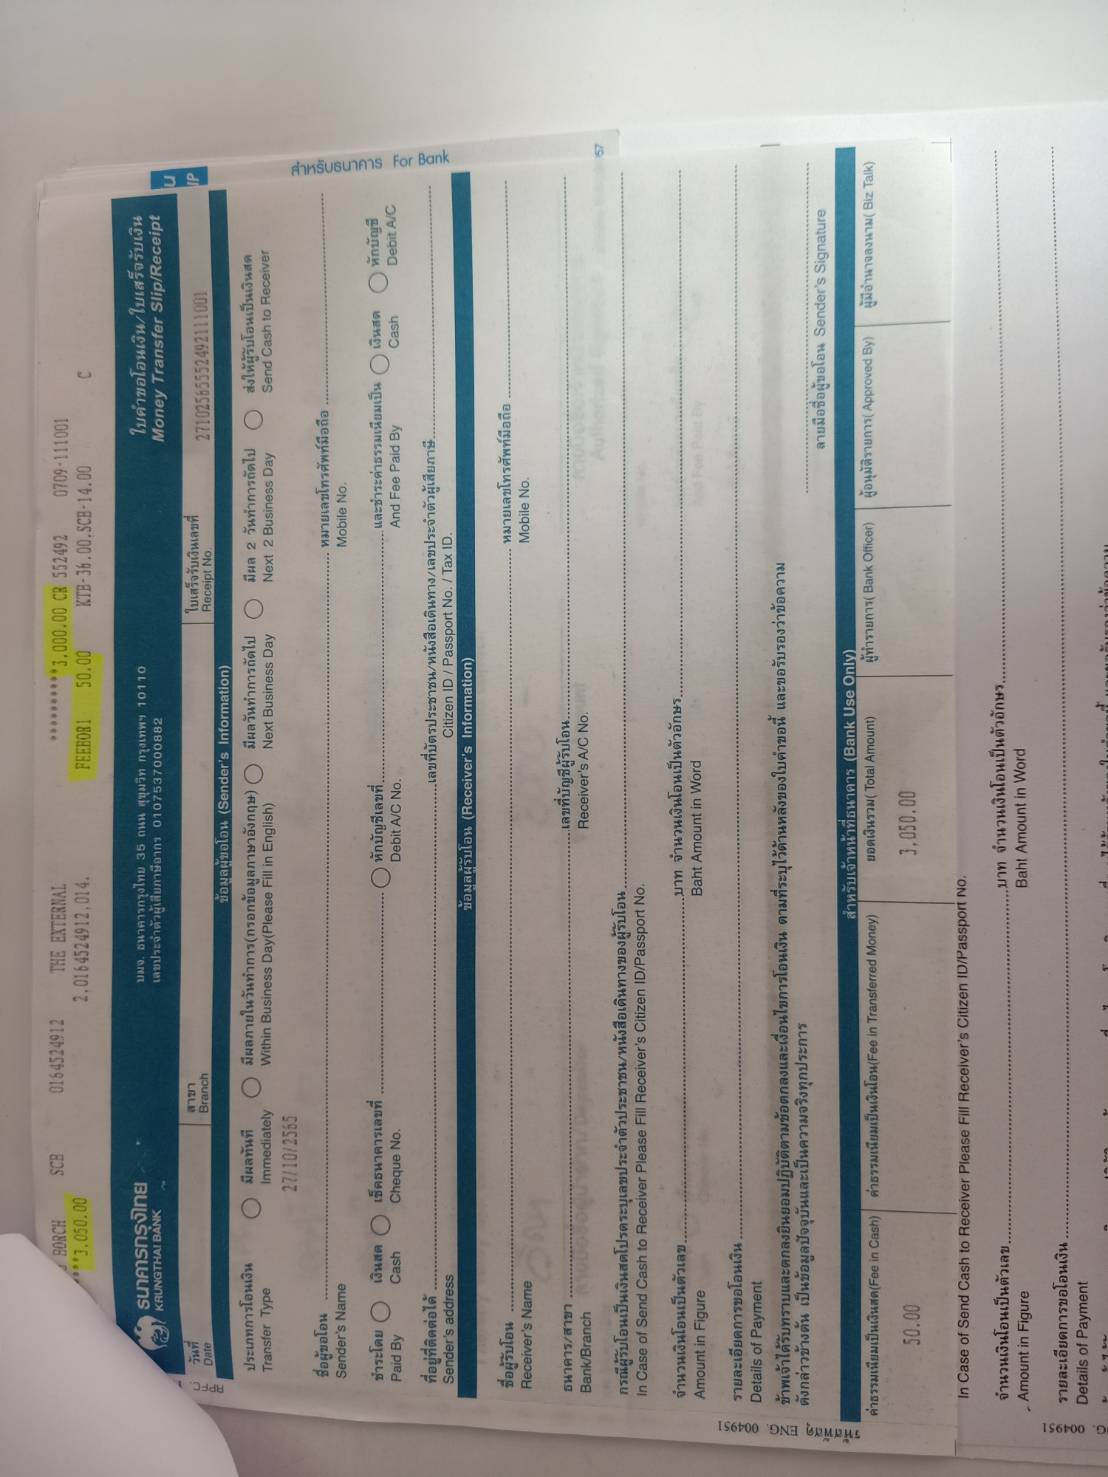 BORCH SCB 0164524912 THE EXTERNAL **********3,000.00 CR 552492 0709-111001
****3,050.00 2,0164524912,014. FEEBOR1 50.00 KTB-36.00,SCB-14.00 C
ธนาคารกรุงไทย
KRUNGTHAI BANK
บมจ. ธนาคารกรุงไทย 35 ถนน สุขุมวิท กรุงเทพฯ 10110
เลขประจำตัวผู้เสียภาษีอากร 0107537000882
ใบคำขอโอนเงิน/ใบเสร็จรับเงิน
Money Transfer Slip/Receipt
วันที่ สาขา ใบเสร็จรับเงินเลขที่
Date Branch Receipt No. 27102565552492111001
ข้อมูลผู้ขอโอน (Sender's Information)
ประเภทการโอนเงิน มีผลทันที มีผลภายในวันทำการ(กรอกข้อมูลภาษาอังกฤษ) มีผลวันทำการถัดไป มีผล 2 วันทำการถัดไป ส่งให้ผู้รับโอนเป็นเงินสด
Transfer Type Immediately Within Business Day(Please Fill in English) Next Business Day Next 2 Business Day Send Cash to Receiver
27/10/2565
ชื่อผู้ขอโอน หมายเลขโทรศัพท์มือถือ
Sender's Name Mobile No.
ชำระโดย เงินสด เช็คธนาคารเลขที่ หักบัญชีเลขที่ และชำระค่าธรรมเนียมเป็น เงินสด หักบัญชี
Paid By Cash Cheque No. Debit A/C No. And Fee Paid By Cash Debit A/C
ที่อยู่ที่ติดต่อได้ เลขที่บัตรประชาชน/หนังสือเดินทาง/เลขประจำตัวผู้เสียภาษี
Sender's address Citizen ID / Passport No. / Tax ID.
ข้อมูลผู้รับโอน (Receiver's Information)
ชื่อผู้รับโอน หมายเลขโทรศัพท์มือถือ
Receiver's Name Mobile No.
ธนาคาร/สาขา เลขที่บัญชีผู้รับโอน
Bank/Branch Receiver's A/C No.
กรณีผู้รับโอนเป็นเงินสดโปรดระบุเลขประจำตัวประชาชน/หนังสือเดินทางของผู้รับโอน
In Case of Send Cash to Receiver Please Fill Receiver's Citizen ID/Passport No.
จำนวนเงินโอนเป็นตัวเลข บาท จำนวนเงินโอนเป็นตัวอักษร
Amount in Figure Baht Amount in Word
รายละเอียดการขอโอนเงิน
Details of Payment
ข้าพเจ้าได้รับทราบและตกลงยินยอมปฏิบัติตามข้อตกลงและเงื่อนไขการโอนเงิน ตามที่ระบุไว้ด้านหลังของใบคำขอนี้ และขอรับรองว่าข้อความ
ดังกล่าวข้างต้น เป็นข้อมูลปัจจุบันและเป็นความจริงทุกประการ
ลายมือชื่อผู้ขอโอน Sender's Signature
สำหรับเจ้าหน้าที่ธนาคาร (Bank Use Only)
ค่าธรรมเนียมเป็นเงินสด(Fee in Cash) ค่าธรรมเนียมเป็นเงินโอน(Fee in Transferred Money) ยอดเงินรวม( Total Amount) ผู้ทำรายการ( Bank Officer) ผู้อนุมัติรายการ( Approved By) ผู้มีอำนาจลงนาม( Biz Talk)
50.00 3,050.00
รหัสพัสดุ ENG. 004951
สำหรับธนาคาร For Bank
In Case of Send Cash to Receiver Please Fill Receiver's Citizen ID/Passport No.
จำนวนเงินโอนเป็นตัวเลข บาท จำนวนเงินโอนเป็นตัวอักษร
Amount in Figure Baht Amount in Word
รายละเอียดการขอโอนเงิน
Details of Payment
G. 004951